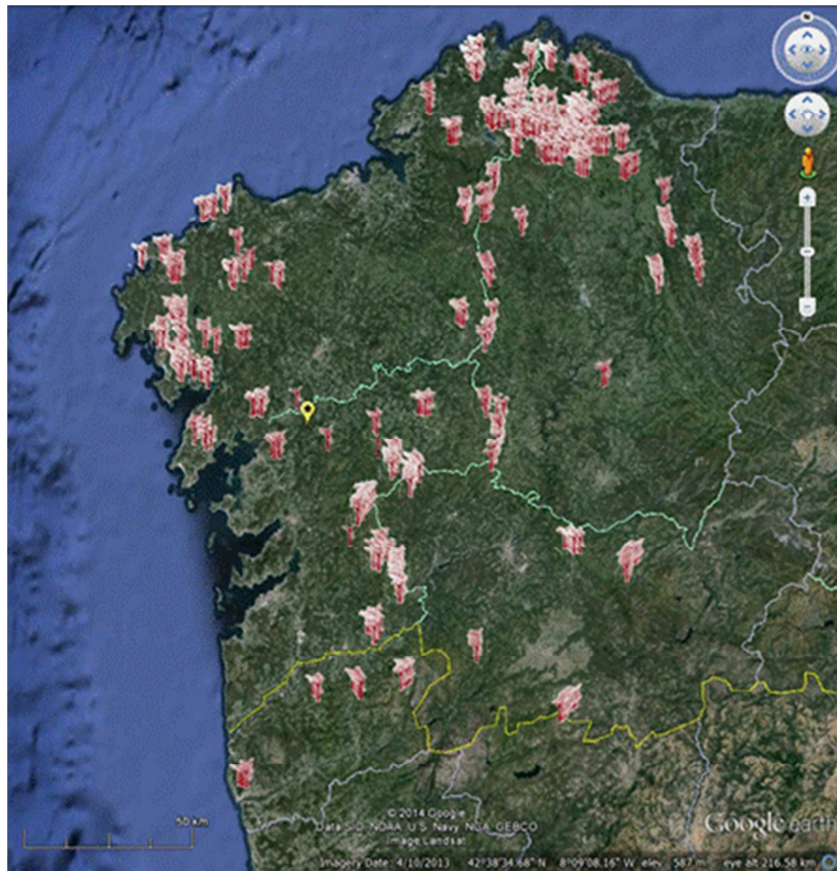 N
© 2014 Google
Data SIO, NOAA, U.S. Navy, NGA, GEBCO
Image Landsat
50 km
Google earth
Imagery Date: 4/10/2013 42°38'34.68" N 8°09'08.16" W elev 587 m eye alt 216.58 km